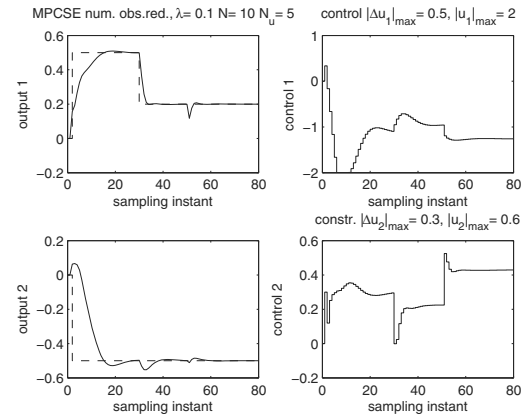 MPCSE num. obs.red., λ= 0.1 N= 10 N_u= 5
0.6
0.4
0.2
0
−0.2
output 1
0 20 40 60 80
sampling instant
control |Δu_1|_max= 0.5, |u_1|_max= 2
1
0
−1
−2
control 1
0 20 40 60 80
sampling instant
0.2
0
−0.2
−0.4
−0.6
output 2
0 20 40 60 80
sampling instant
constr. |Δu_2|_max= 0.3, |u_2|_max= 0.6
0.6
0.4
0.2
0
−0.2
control 2
0 20 40 60 80
sampling instant